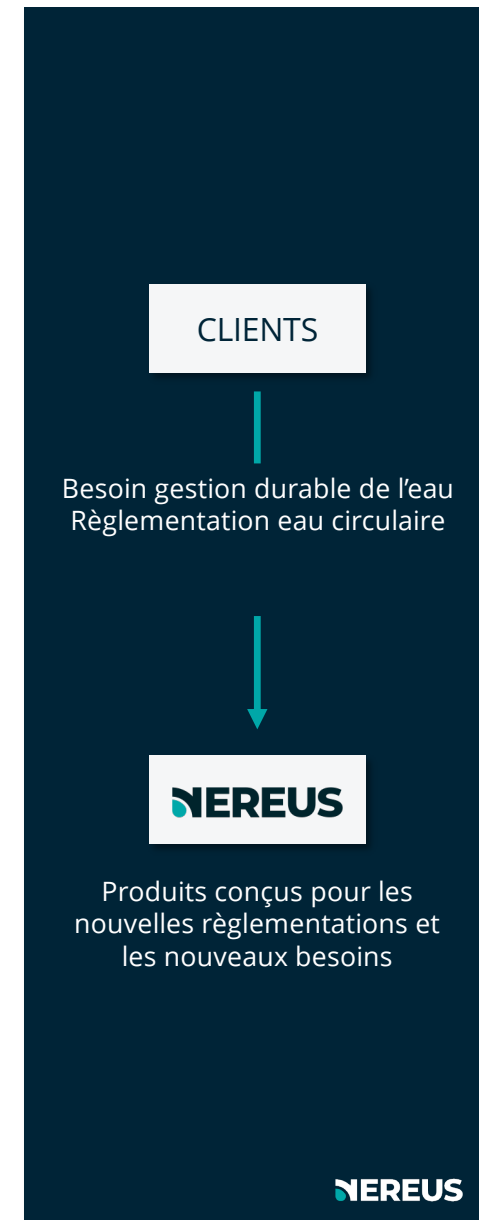 CLIENTS
Besoin gestion durable de l’eau
Règlementation eau circulaire
NEREUS
Produits conçus pour les
nouvelles règlementations et
les nouveaux besoins
NEREUS